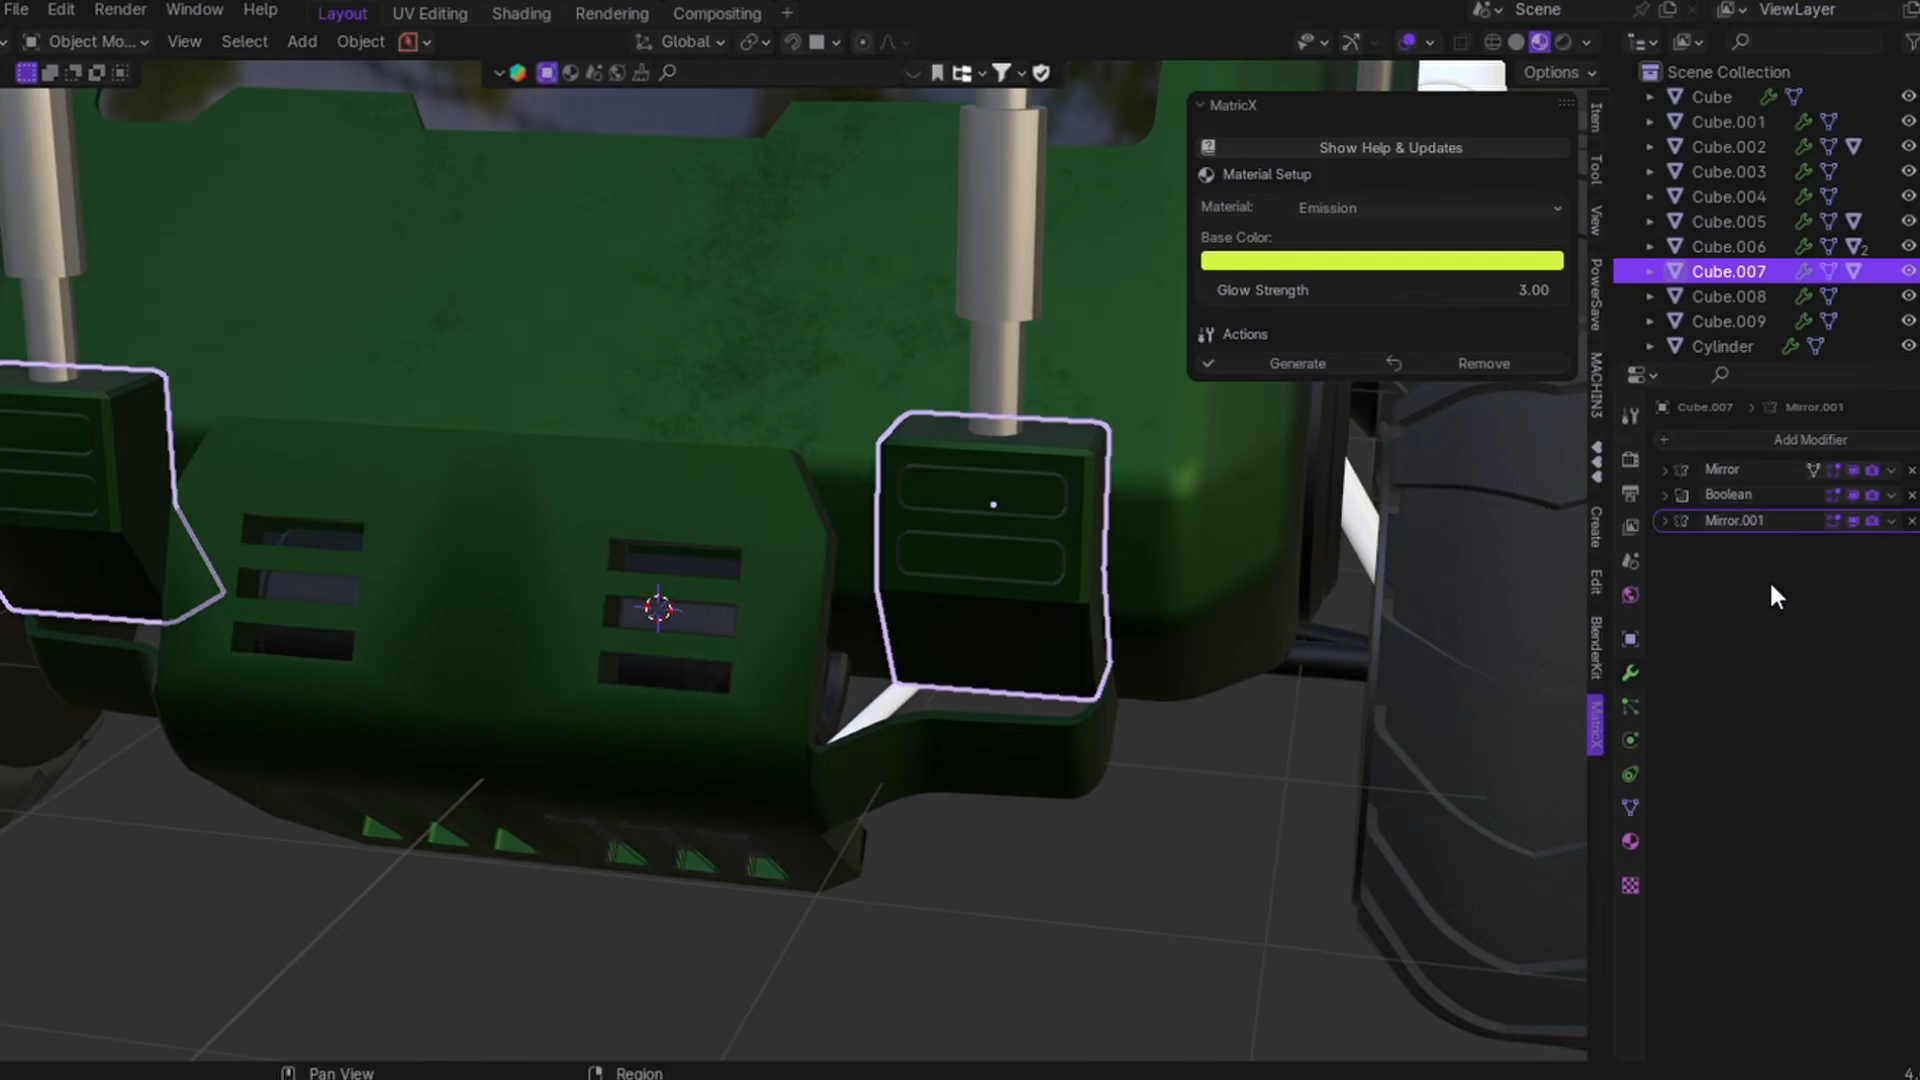 File Edit Render Window Help Layout UV Editing Shading Rendering Compositing + Scene ViewLayer
Object Mo... View Select Add Object Global
Options
Scene Collection
Cube
Cube.001
Cube.002
Cube.003
Cube.004
Cube.005
Cube.006 2
Cube.007
Cube.008
Cube.009
Cylinder
MatricX
Show Help & Updates
Material Setup
Material: Emission
Base Color:
Glow Strength 3.00
Actions
Generate Remove
Item
Tool
View
PowerSave
MACHIN3
Create
Edit
BlenderKit
MatricX
Cube.007 > Mirror.001
+ Add Modifier
Mirror
Boolean
Mirror.001
Pan View Region